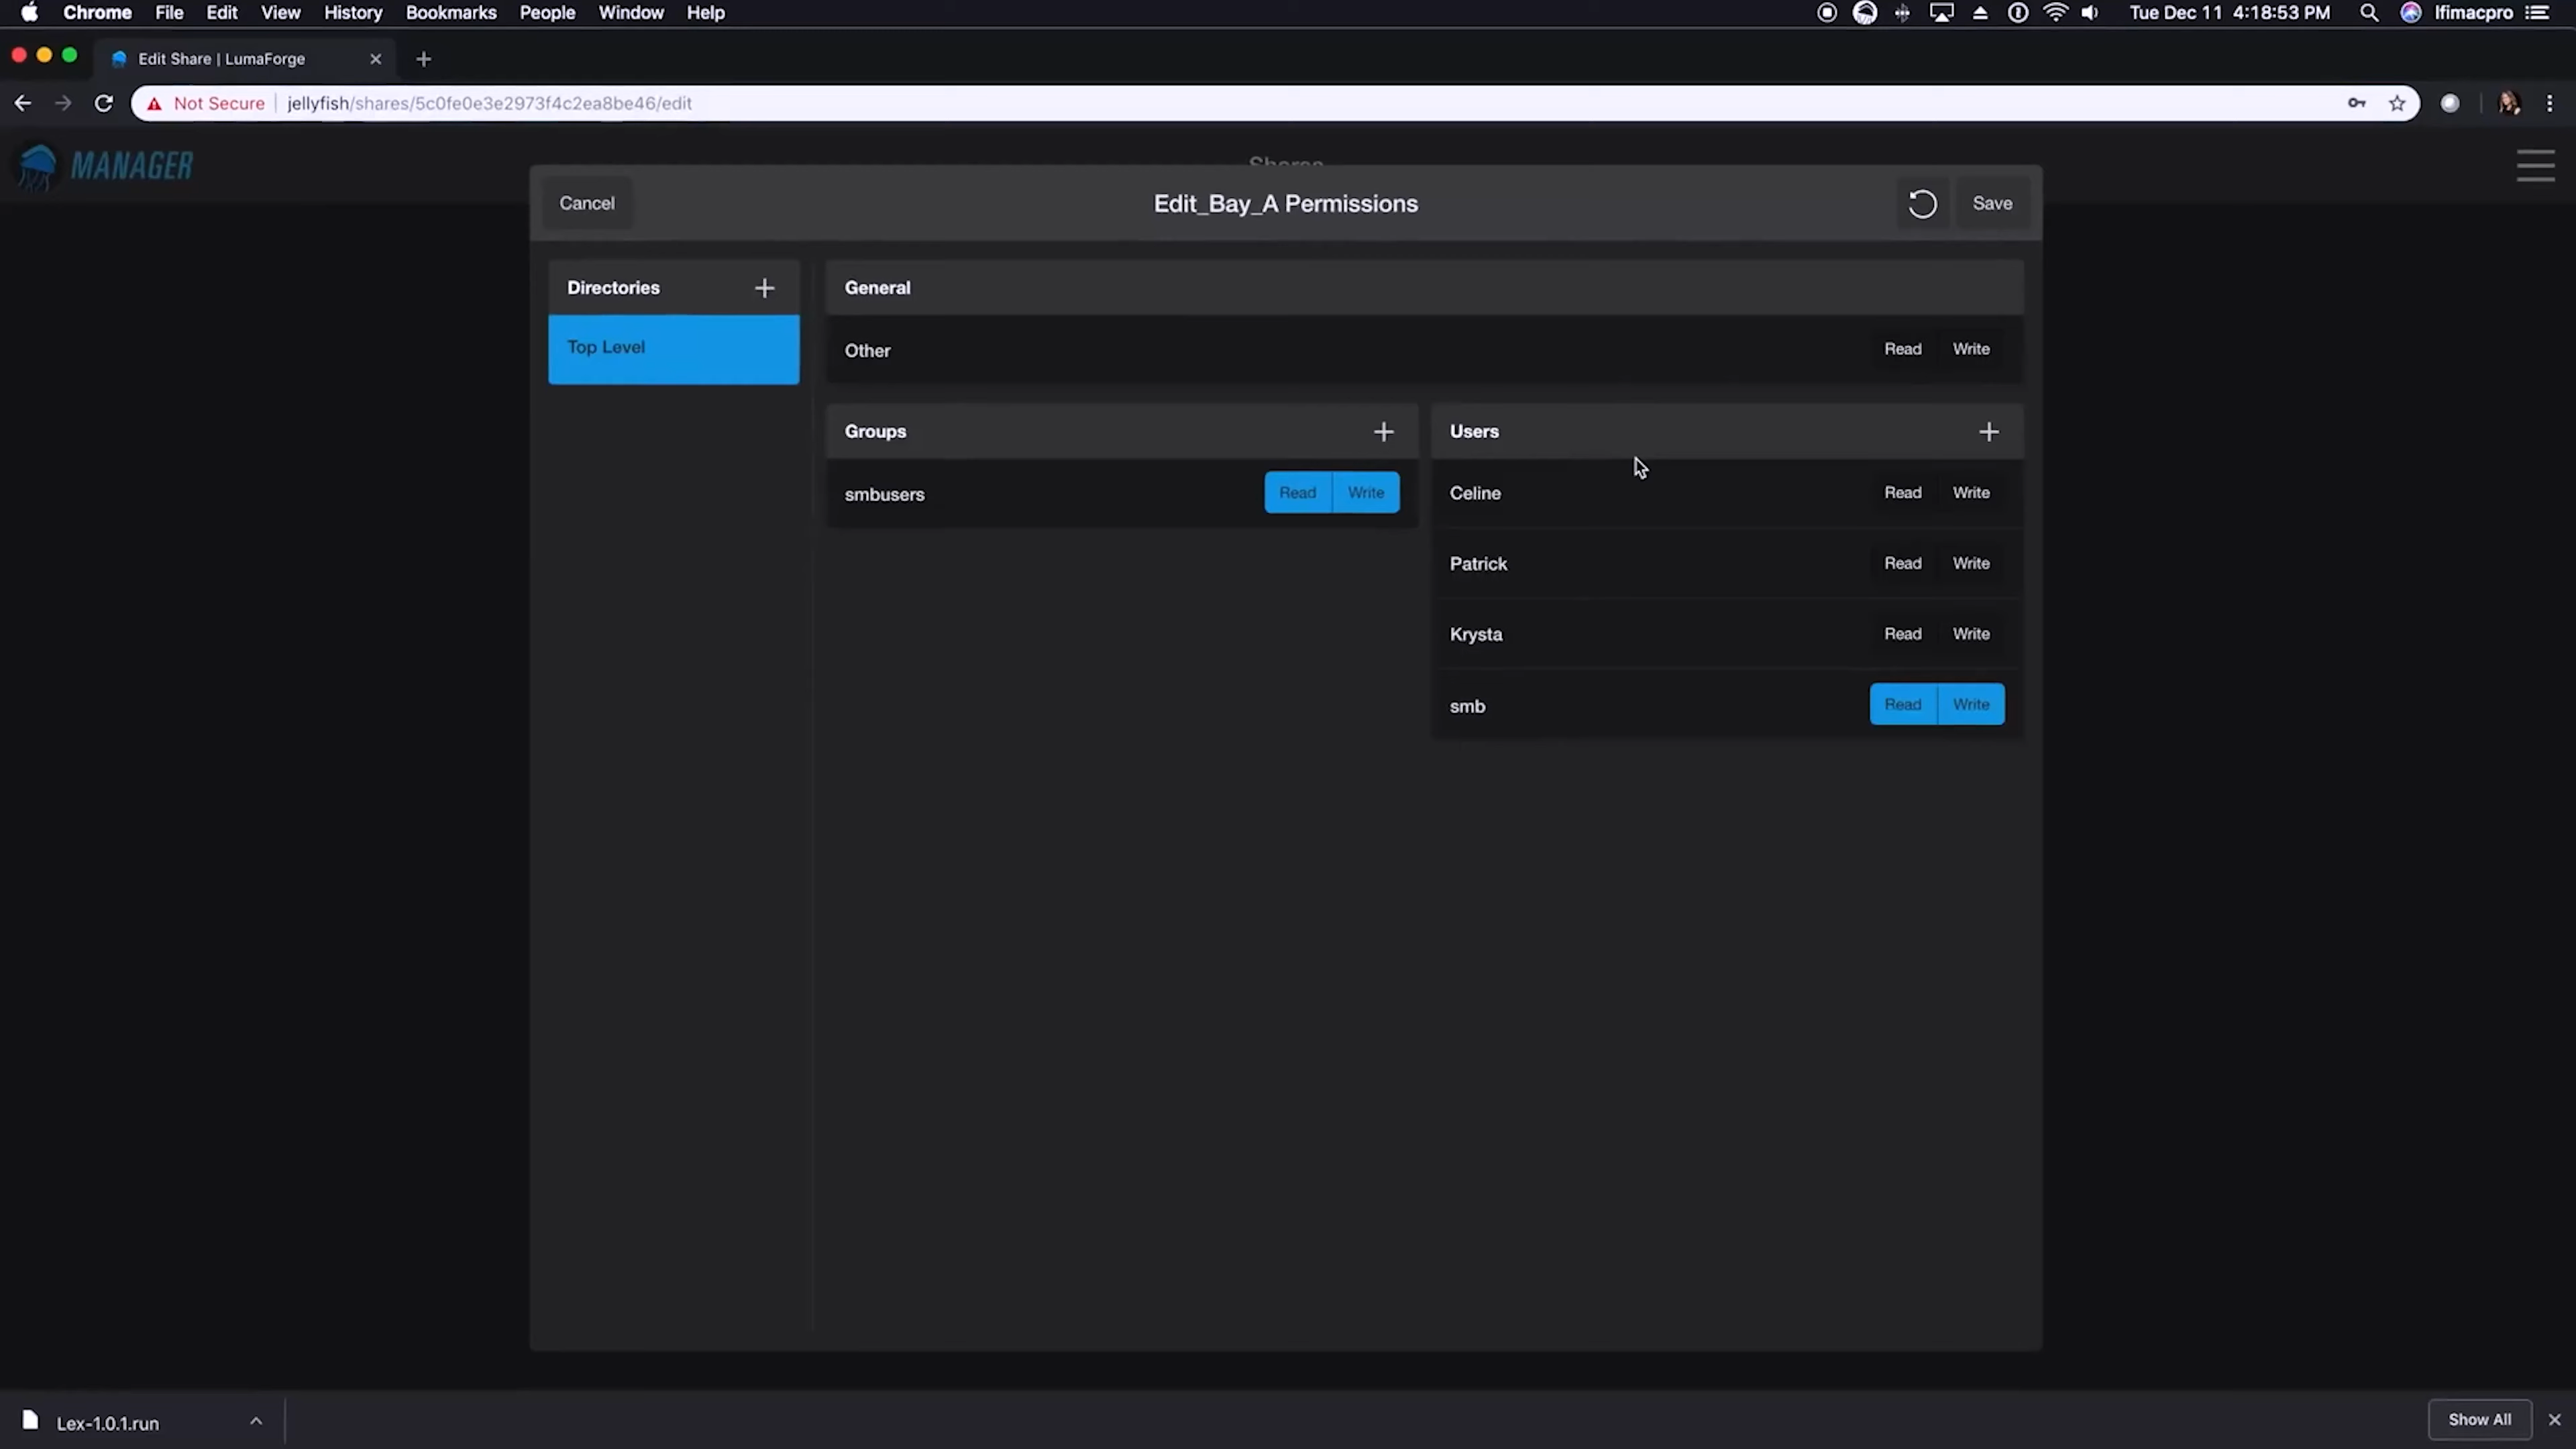 Chrome File Edit View History Bookmarks People Window Help Tue Dec 11 4:18:53 PM lfimacpro
Edit Share | LumaForge
Not Secure jellyfish/shares/5c0fe0e3e2973f4c2ea8be46/edit
MANAGER Shares
Cancel Edit_Bay_A Permissions Save
Directories General
Top Level Other Read Write
Groups Users
smbusers Read Write Celine Read Write
Patrick Read Write
Krysta Read Write
smb Read Write
Lex-1.0.1.run Show All